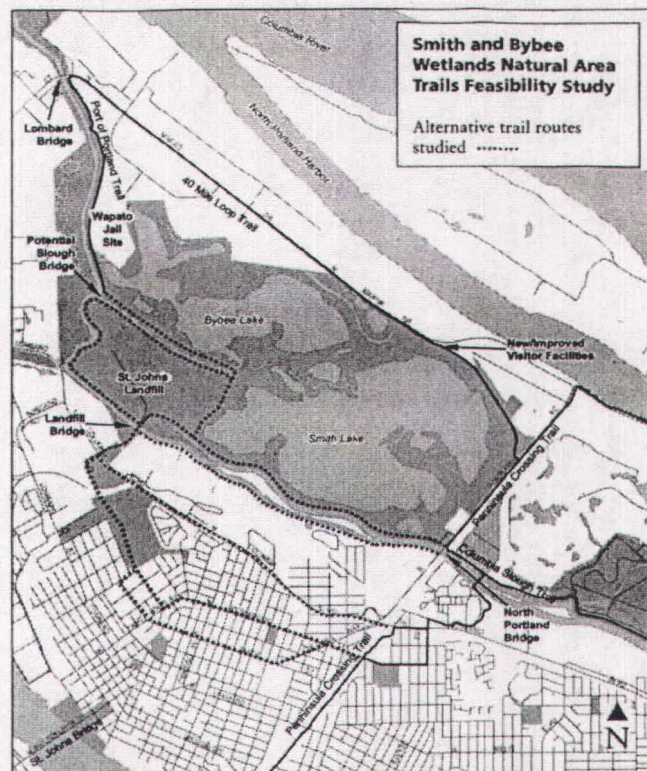 Smith and Bybee
Wetlands Natural Area
Trails Feasibility Study
Alternative trail routes
studied ········
Columbia River
North Portland Harbor
Lombard
Bridge
Port of Portland Trail
40 Mile Loop Trail
Wapato
Jail
Site
Potential
Slough
Bridge
Bybee Lake
New/Improved
Visitor Facilities
St. Johns
Landfill
Landfill
Bridge
Smith Lake
Peninsula Crossing Trail
Columbia Slough Trail
North
Portland
Bridge
Peninsula Crossing Trail
St. Johns Bridge
N